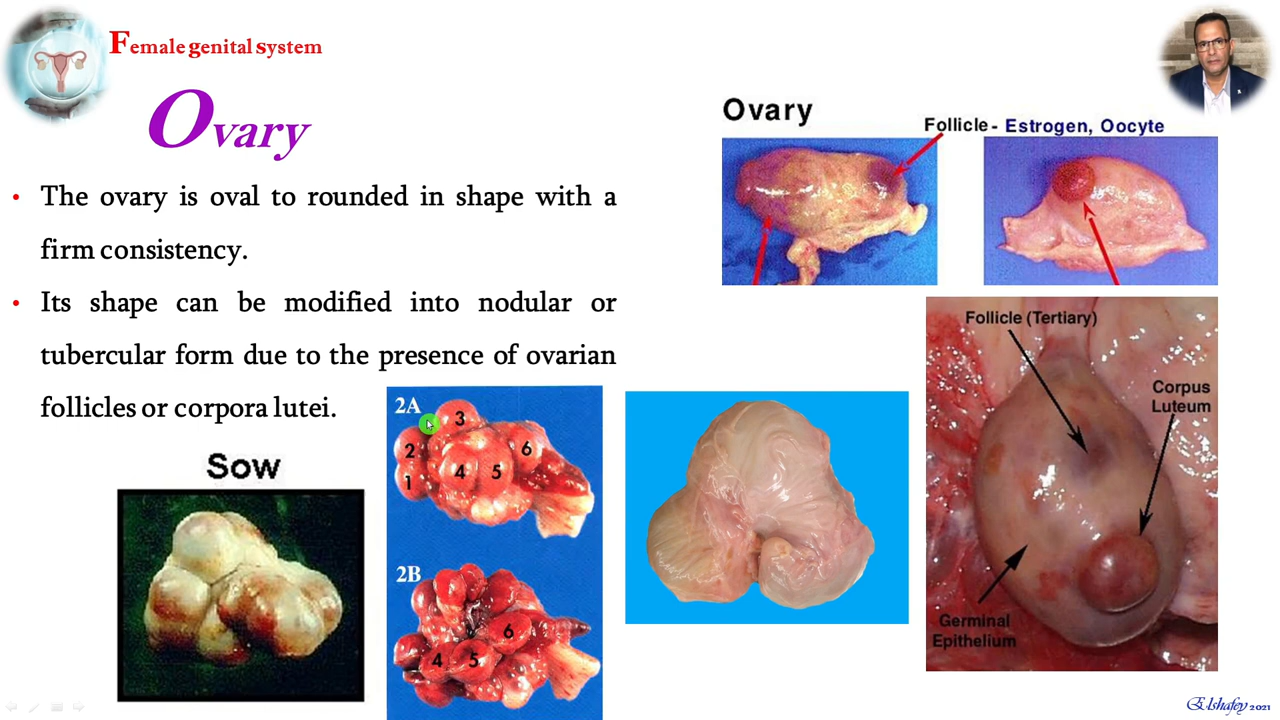 Female genital system
Ovary
• The ovary is oval to rounded in shape with a
firm consistency.
• Its shape can be modified into nodular or
tubercular form due to the presence of ovarian
follicles or corpora lutei.
Sow
2A
3
2
6
4
5
1
2B
6
4
5
Ovary
Follicle - Estrogen, Oocyte
Follicle (Tertiary)
Corpus
Luteum
Germinal
Epithelium
Elshafey 2021